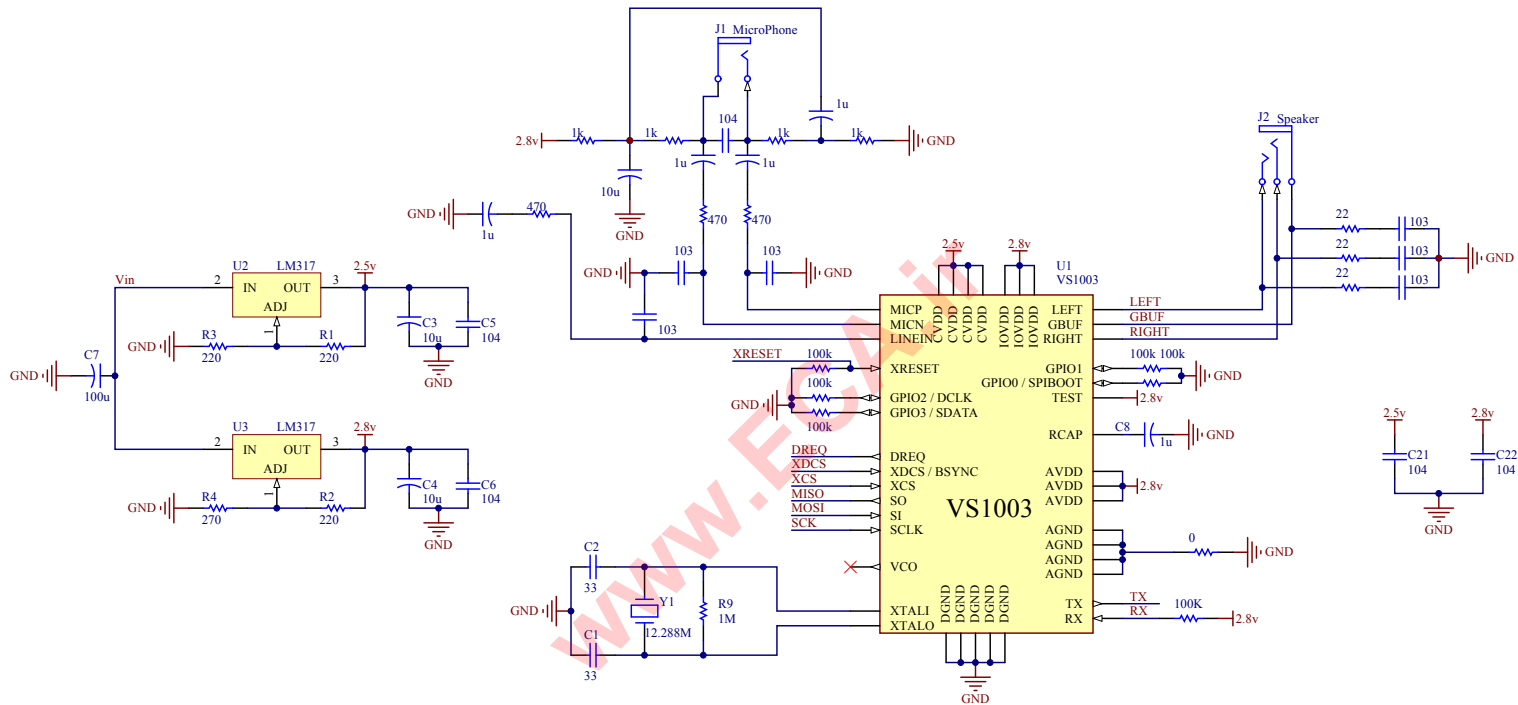 J1 MicroPhone
1u
104
2.8v
1k
1k
1k
1k
GND
1u
1u
10u
GND
470
470
GND
470
1u
103
103
GND
GND
103
J2 Speaker
22
103
22
103
22
103
GND
Vin
U2
LM317
2
IN
OUT
3
ADJ
1
2.5v
R3
220
R1
220
GND
C3
10u
C5
104
GND
C7
GND
100u
U3
LM317
2
IN
OUT
3
ADJ
1
2.8v
R4
270
R2
220
GND
C4
10u
C6
104
GND
2.5v
2.8v
U1
VS1003
CVDD
CVDD
CVDD
CVDD
IOVDD
IOVDD
IOVDD
MICP
MICN
LINEIN
XRESET
GPIO2 / DCLK
GPIO3 / SDATA
DREQ
XDCS / BSYNC
XCS
SO
SI
SCLK
VCO
XTALI
XTALO
VS1003
LEFT
GBUF
RIGHT
GPIO1
GPIO0 / SPIBOOT
TEST
RCAP
AVDD
AVDD
AVDD
AGND
AGND
AGND
AGND
TX
RX
DGND
DGND
DGND
DGND
DGND
GND
XRESET
100k
100k
100k
GND
DREQ
XDCS
XCS
MISO
MOSI
SCK
C2
33
GND
C1
33
Y1
12.288M
R9
1M
LEFT
GBUF
RIGHT
100k 100k
GND
2.8v
C8
1u
GND
2.8v
0
GND
TX
RX
100K
2.8v
2.5v
2.8v
C21
104
C22
104
GND
www.ECA.ir